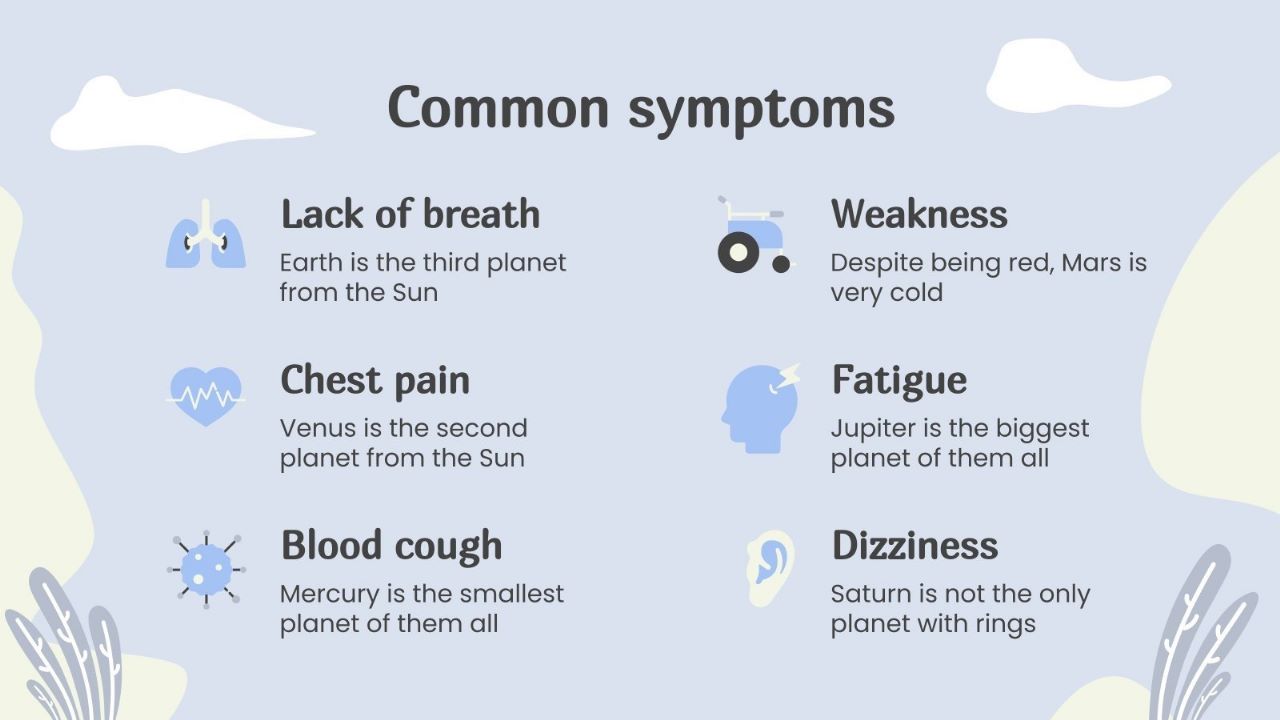 Common symptoms
Lack of breath
Earth is the third planet
from the Sun
Weakness
Despite being red, Mars is
very cold
Chest pain
Venus is the second
planet from the Sun
Fatigue
Jupiter is the biggest
planet of them all
Blood cough
Mercury is the smallest
planet of them all
Dizziness
Saturn is not the only
planet with rings